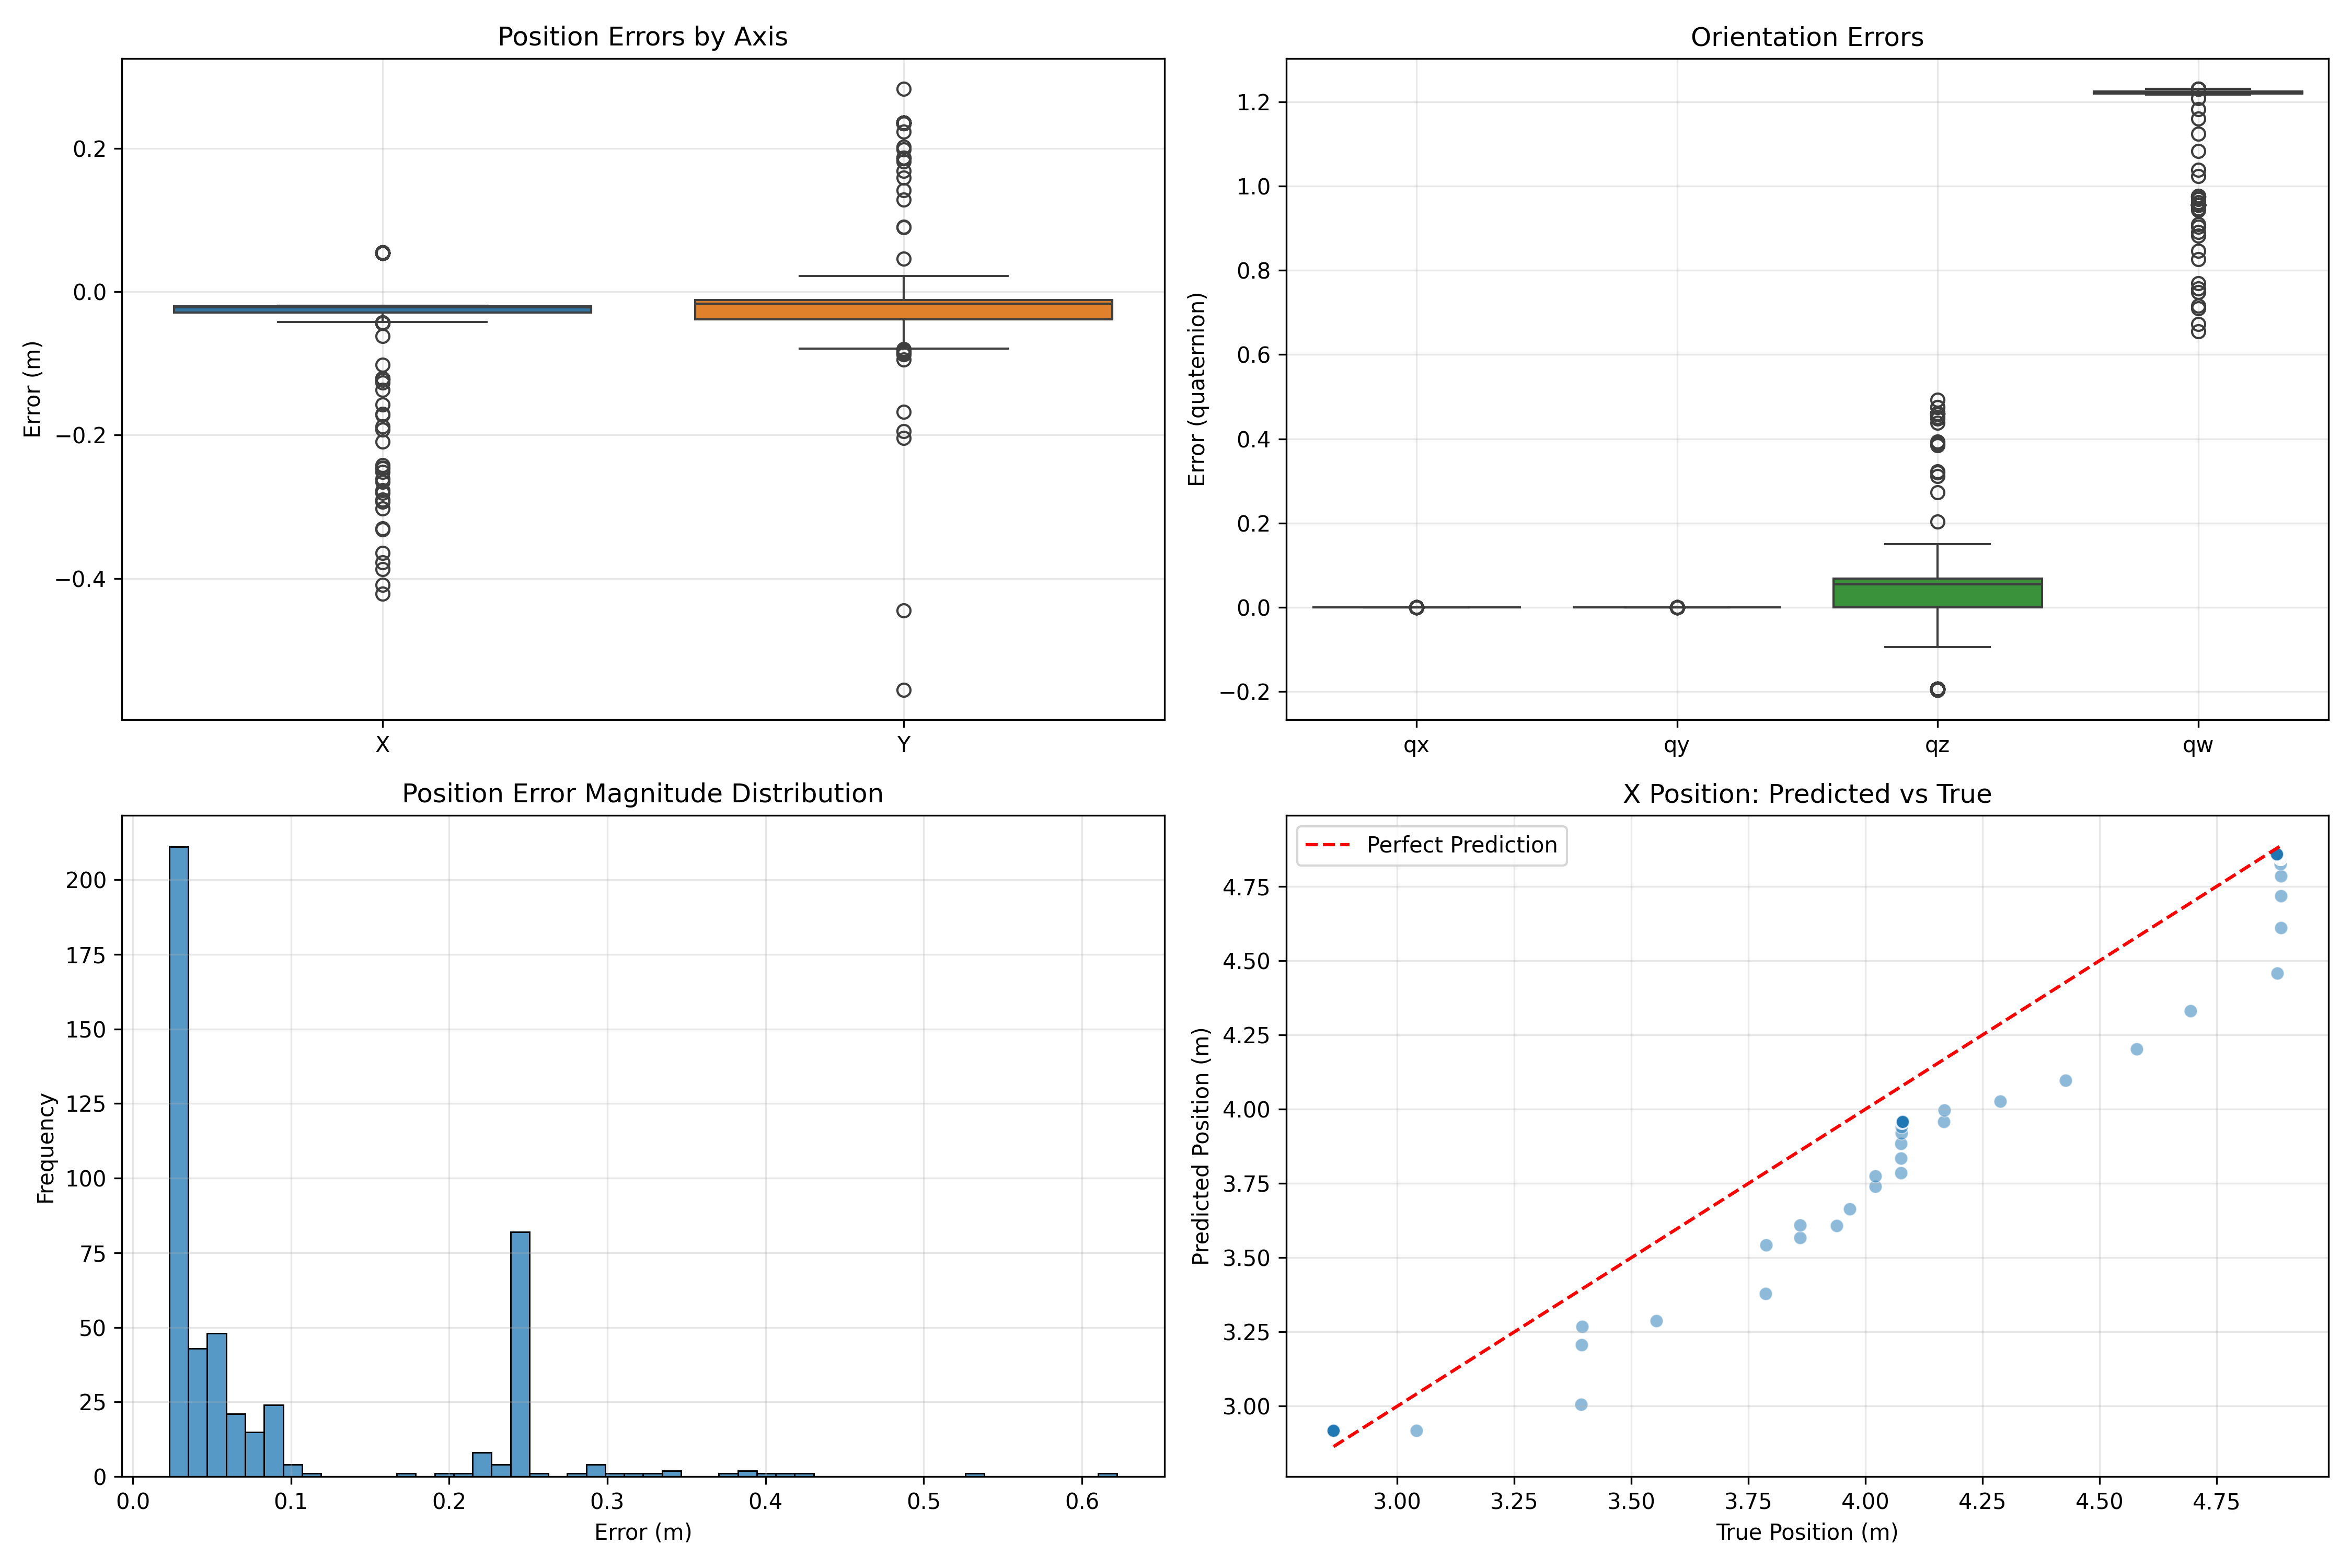 Position Errors by Axis
Error (m)
0.2
0.0
−0.2
−0.4
X
Y
Orientation Errors
Error (quaternion)
1.2
1.0
0.8
0.6
0.4
0.2
0.0
−0.2
qx
qy
qz
qw
Position Error Magnitude Distribution
Frequency
200
175
150
125
100
75
50
25
0
0.0
0.1
0.2
0.3
0.4
0.5
0.6
Error (m)
X Position: Predicted vs True
Perfect Prediction
Predicted Position (m)
4.75
4.50
4.25
4.00
3.75
3.50
3.25
3.00
3.00
3.25
3.50
3.75
4.00
4.25
4.50
4.75
True Position (m)